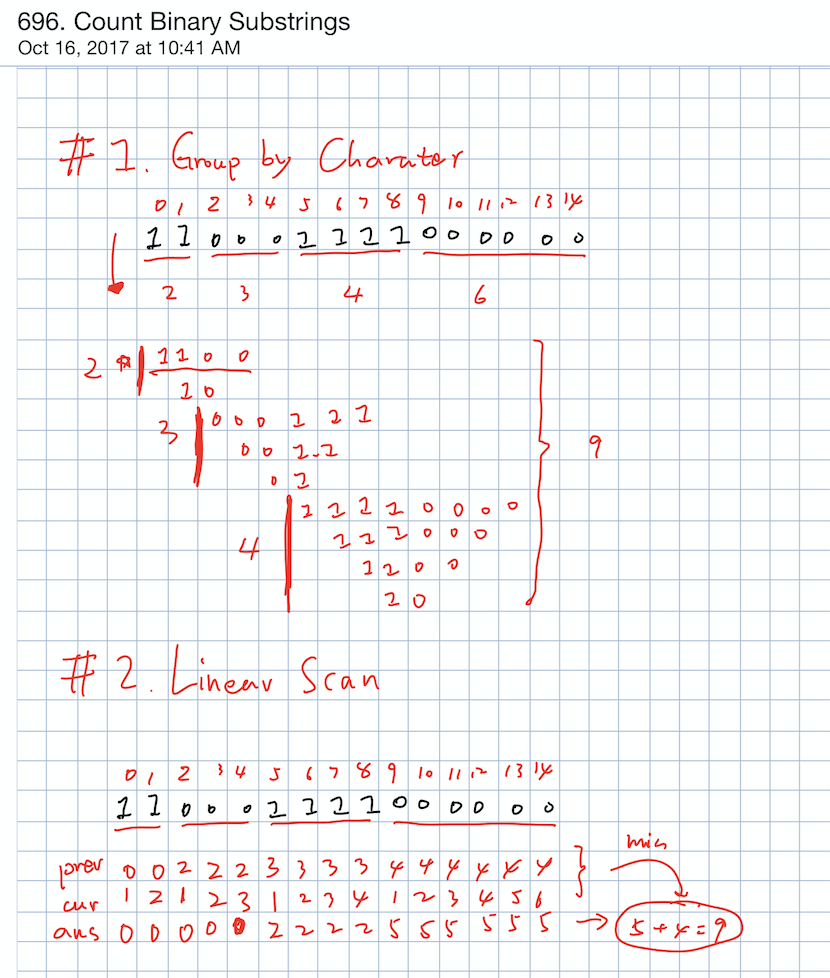 696. Count Binary Substrings
Oct 16, 2017 at 10:41 AM
# 1. Group by Charater
0 1 2 3 4 5 6 7 8 9 10 11 12 13 14
1 1 0 0 0 1 1 1 1 0 0 0 0 0 0
2 3 4 6
2 1 1 0 0
1 0
3 0 0 0 1 1 1
0 0 1 1
0 1
9
4 1 1 1 1 0 0 0 0
1 1 1 0 0 0
1 1 0 0
1 0
# 2. Linear Scan
0 1 2 3 4 5 6 7 8 9 10 11 12 13 14
1 1 0 0 0 1 1 1 1 0 0 0 0 0 0
min
prev 0 0 2 2 2 3 3 3 3 4 4 4 4 4 4
cur 1 2 1 2 3 1 2 3 4 1 2 3 4 5 6
ans 0 0 0 0 0 2 2 2 2 5 5 5 5 5 5 → 5 + 4 = 9